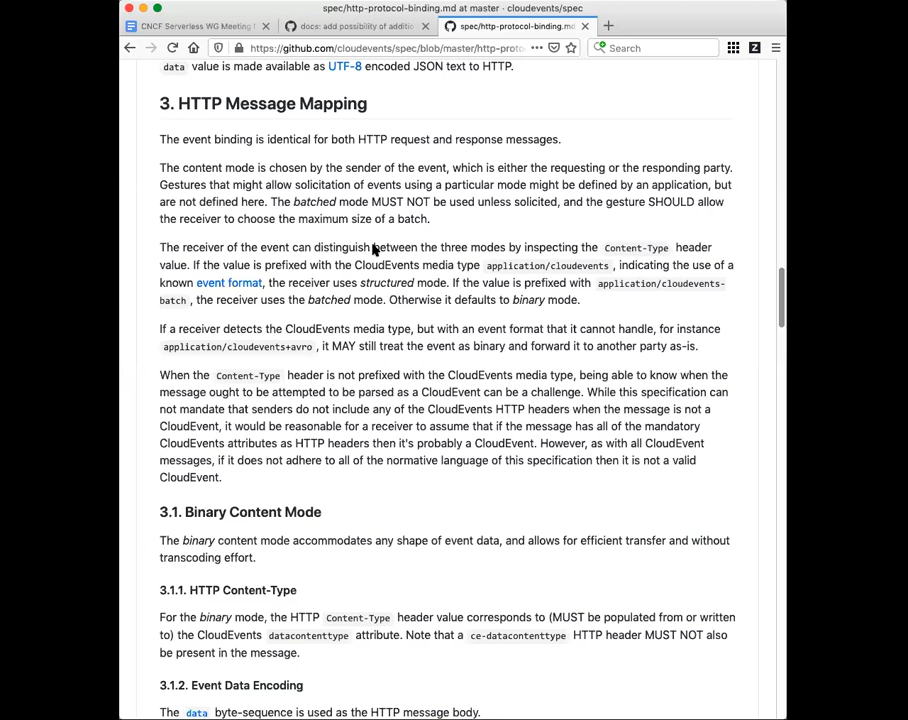 spec/http-protocol-binding.md at master · cloudevents/spec
CNCF Serverless WG Meeting
docs: add possibility of additio
spec/http-protocol-binding.md
https://github.com/cloudevents/spec/blob/master/http-proto
Search
data value is made available as UTF-8 encoded JSON text to HTTP.
3. HTTP Message Mapping
The event binding is identical for both HTTP request and response messages.
The content mode is chosen by the sender of the event, which is either the requesting or the responding party.
Gestures that might allow solicitation of events using a particular mode might be defined by an application, but
are not defined here. The batched mode MUST NOT be used unless solicited, and the gesture SHOULD allow
the receiver to choose the maximum size of a batch.
The receiver of the event can distinguish between the three modes by inspecting the Content-Type header
value. If the value is prefixed with the CloudEvents media type application/cloudevents , indicating the use of a
known event format, the receiver uses structured mode. If the value is prefixed with application/cloudevents-
batch , the receiver uses the batched mode. Otherwise it defaults to binary mode.
If a receiver detects the CloudEvents media type, but with an event format that it cannot handle, for instance
application/cloudevents+avro , it MAY still treat the event as binary and forward it to another party as-is.
When the Content-Type header is not prefixed with the CloudEvents media type, being able to know when the
message ought to be attempted to be parsed as a CloudEvent can be a challenge. While this specification can
not mandate that senders do not include any of the CloudEvents HTTP headers when the message is not a
CloudEvent, it would be reasonable for a receiver to assume that if the message has all of the mandatory
CloudEvents attributes as HTTP headers then it's probably a CloudEvent. However, as with all CloudEvent
messages, if it does not adhere to all of the normative language of this specification then it is not a valid
CloudEvent.
3.1. Binary Content Mode
The binary content mode accommodates any shape of event data, and allows for efficient transfer and without
transcoding effort.
3.1.1. HTTP Content-Type
For the binary mode, the HTTP Content-Type header value corresponds to (MUST be populated from or written
to) the CloudEvents datacontenttype attribute. Note that a ce-datacontenttype HTTP header MUST NOT also
be present in the message.
3.1.2. Event Data Encoding
The data byte-sequence is used as the HTTP message body.